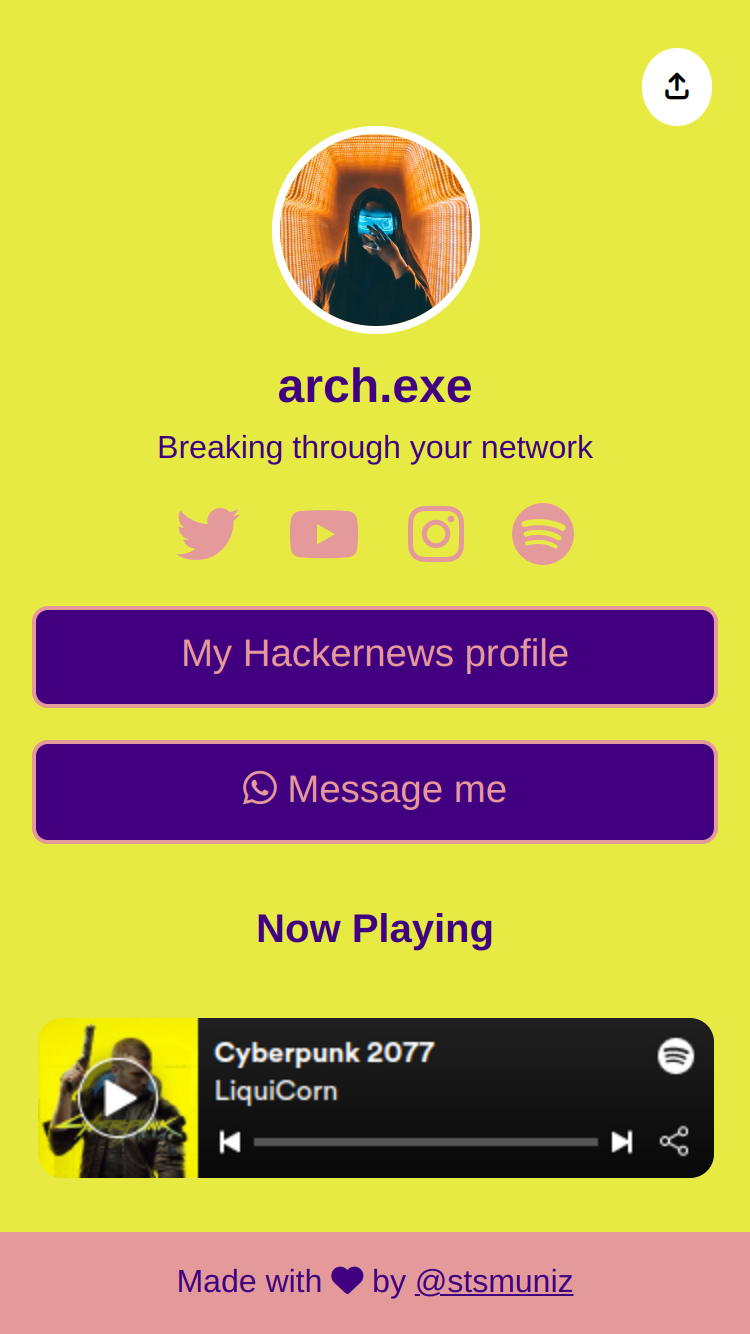 arch.exe
Breaking through your network
My Hackernews profile
Message me
Now Playing
Cyberpunk 2077
LiquiCorn
Made with by @stsmuniz